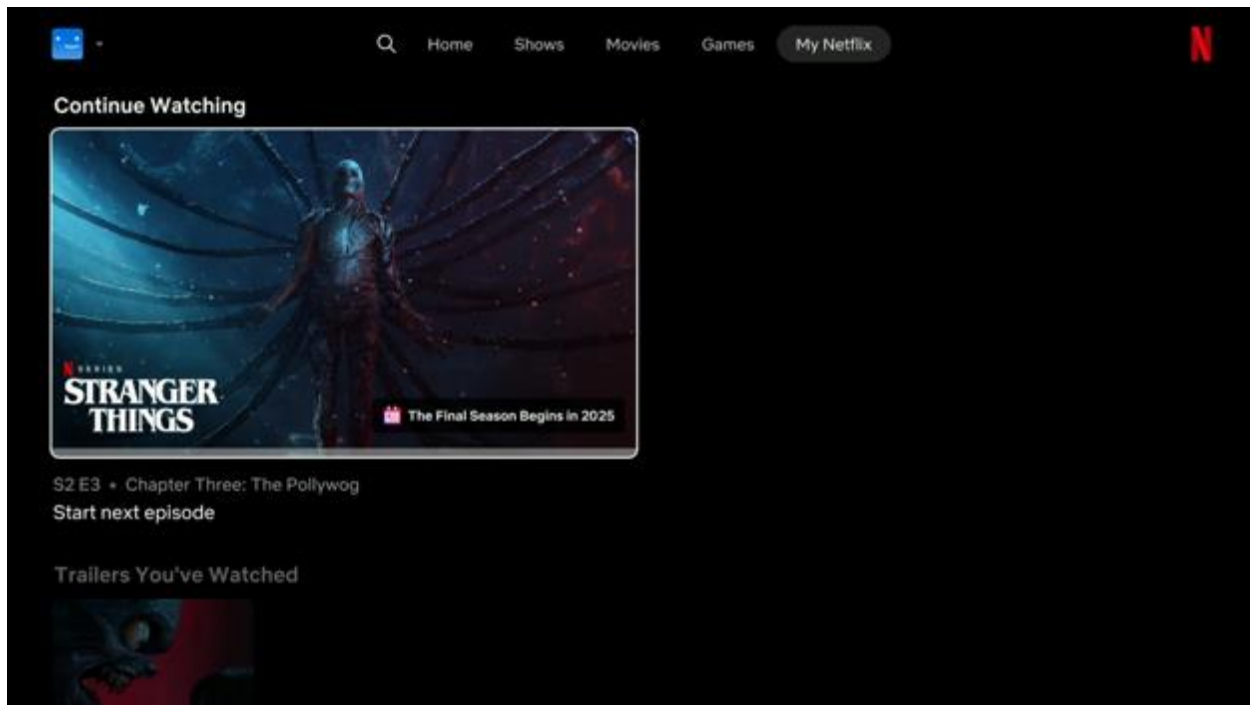 Home Shows Movies Games My Netflix
N
Continue Watching
N SERIES
STRANGER
THINGS
The Final Season Begins in 2025
S2 E3 • Chapter Three: The Pollywog
Start next episode
Trailers You've Watched